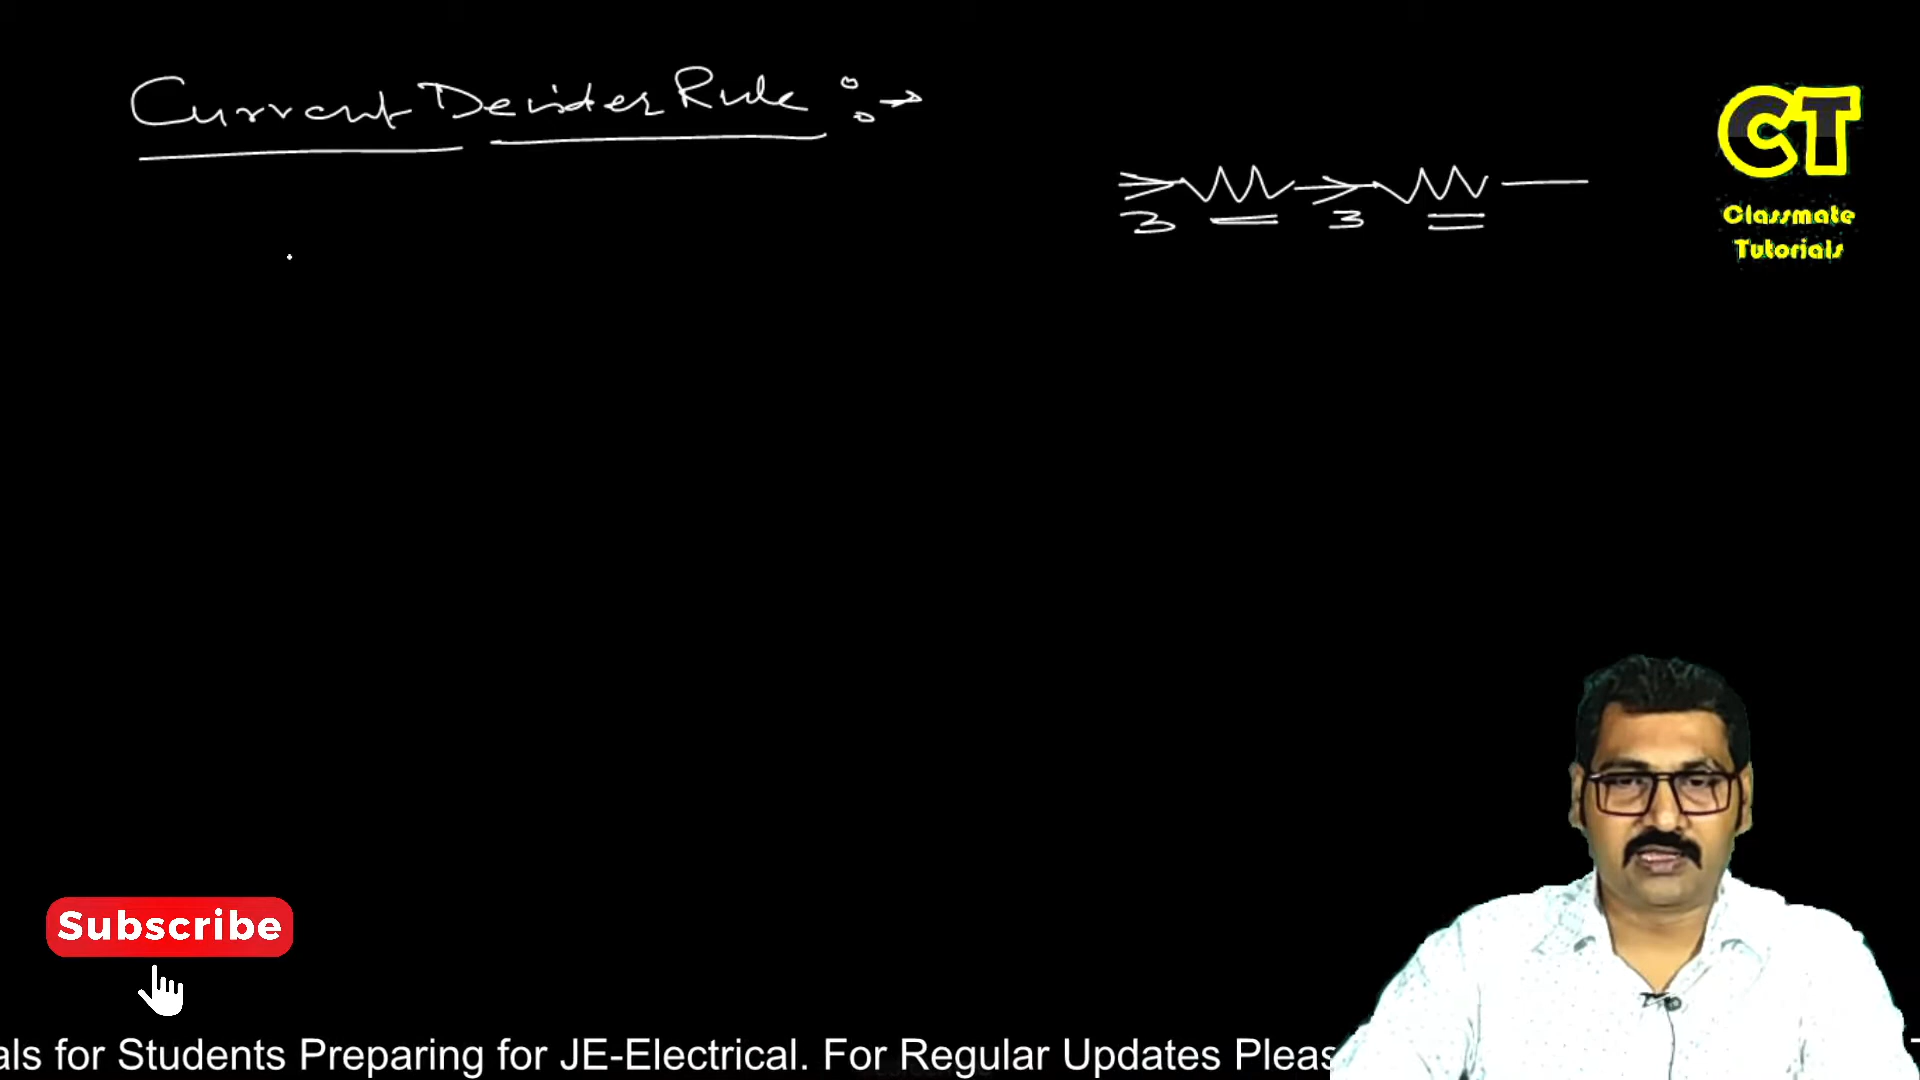 Current Devider Rule :→
3 3
CT
Classmate
Tutorials
Subscribe
als for Students Preparing for JE-Electrical. For Regular Updates Pleas